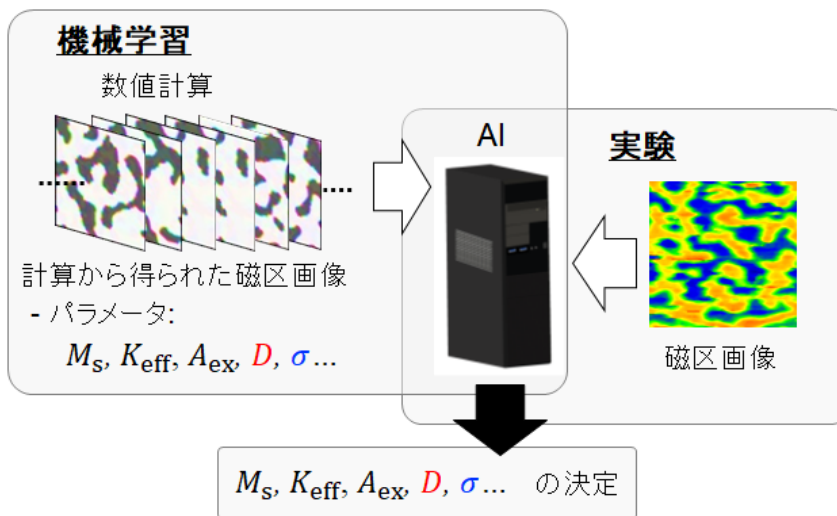 機械学習
数値計算
......
....
計算から得られた磁区画像
- パラメータ:
Ms, Keff, Aex, D, σ ...
AI
実験
磁区画像
Ms, Keff, Aex, D, σ ... の決定